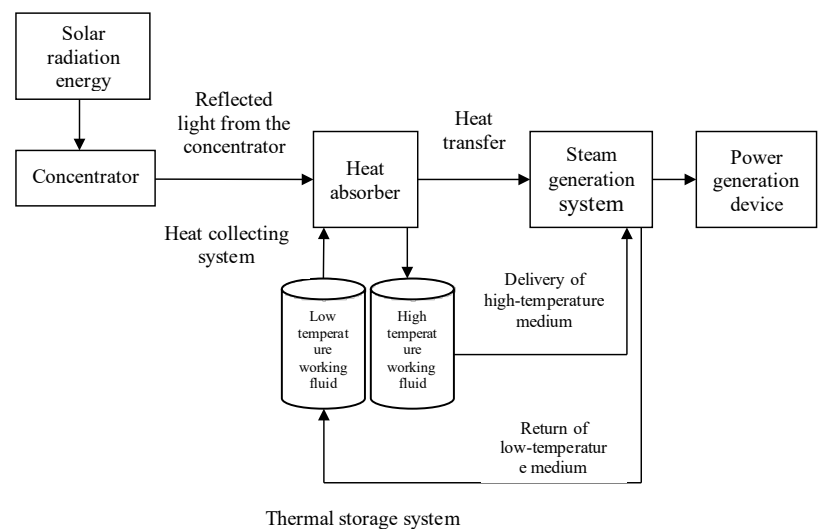 Solar
radiation
energy
Reflected
light from the
concentrator
Heat
transfer
Concentrator
Heat
absorber
Steam
generation
system
Power
generation
device
Heat collecting
system
Low
temperat
ure
working
fluid
High
temperat
ure
working
fluid
Delivery of
high-temperature
medium
Return of
low-temperatur
e medium
Thermal storage system